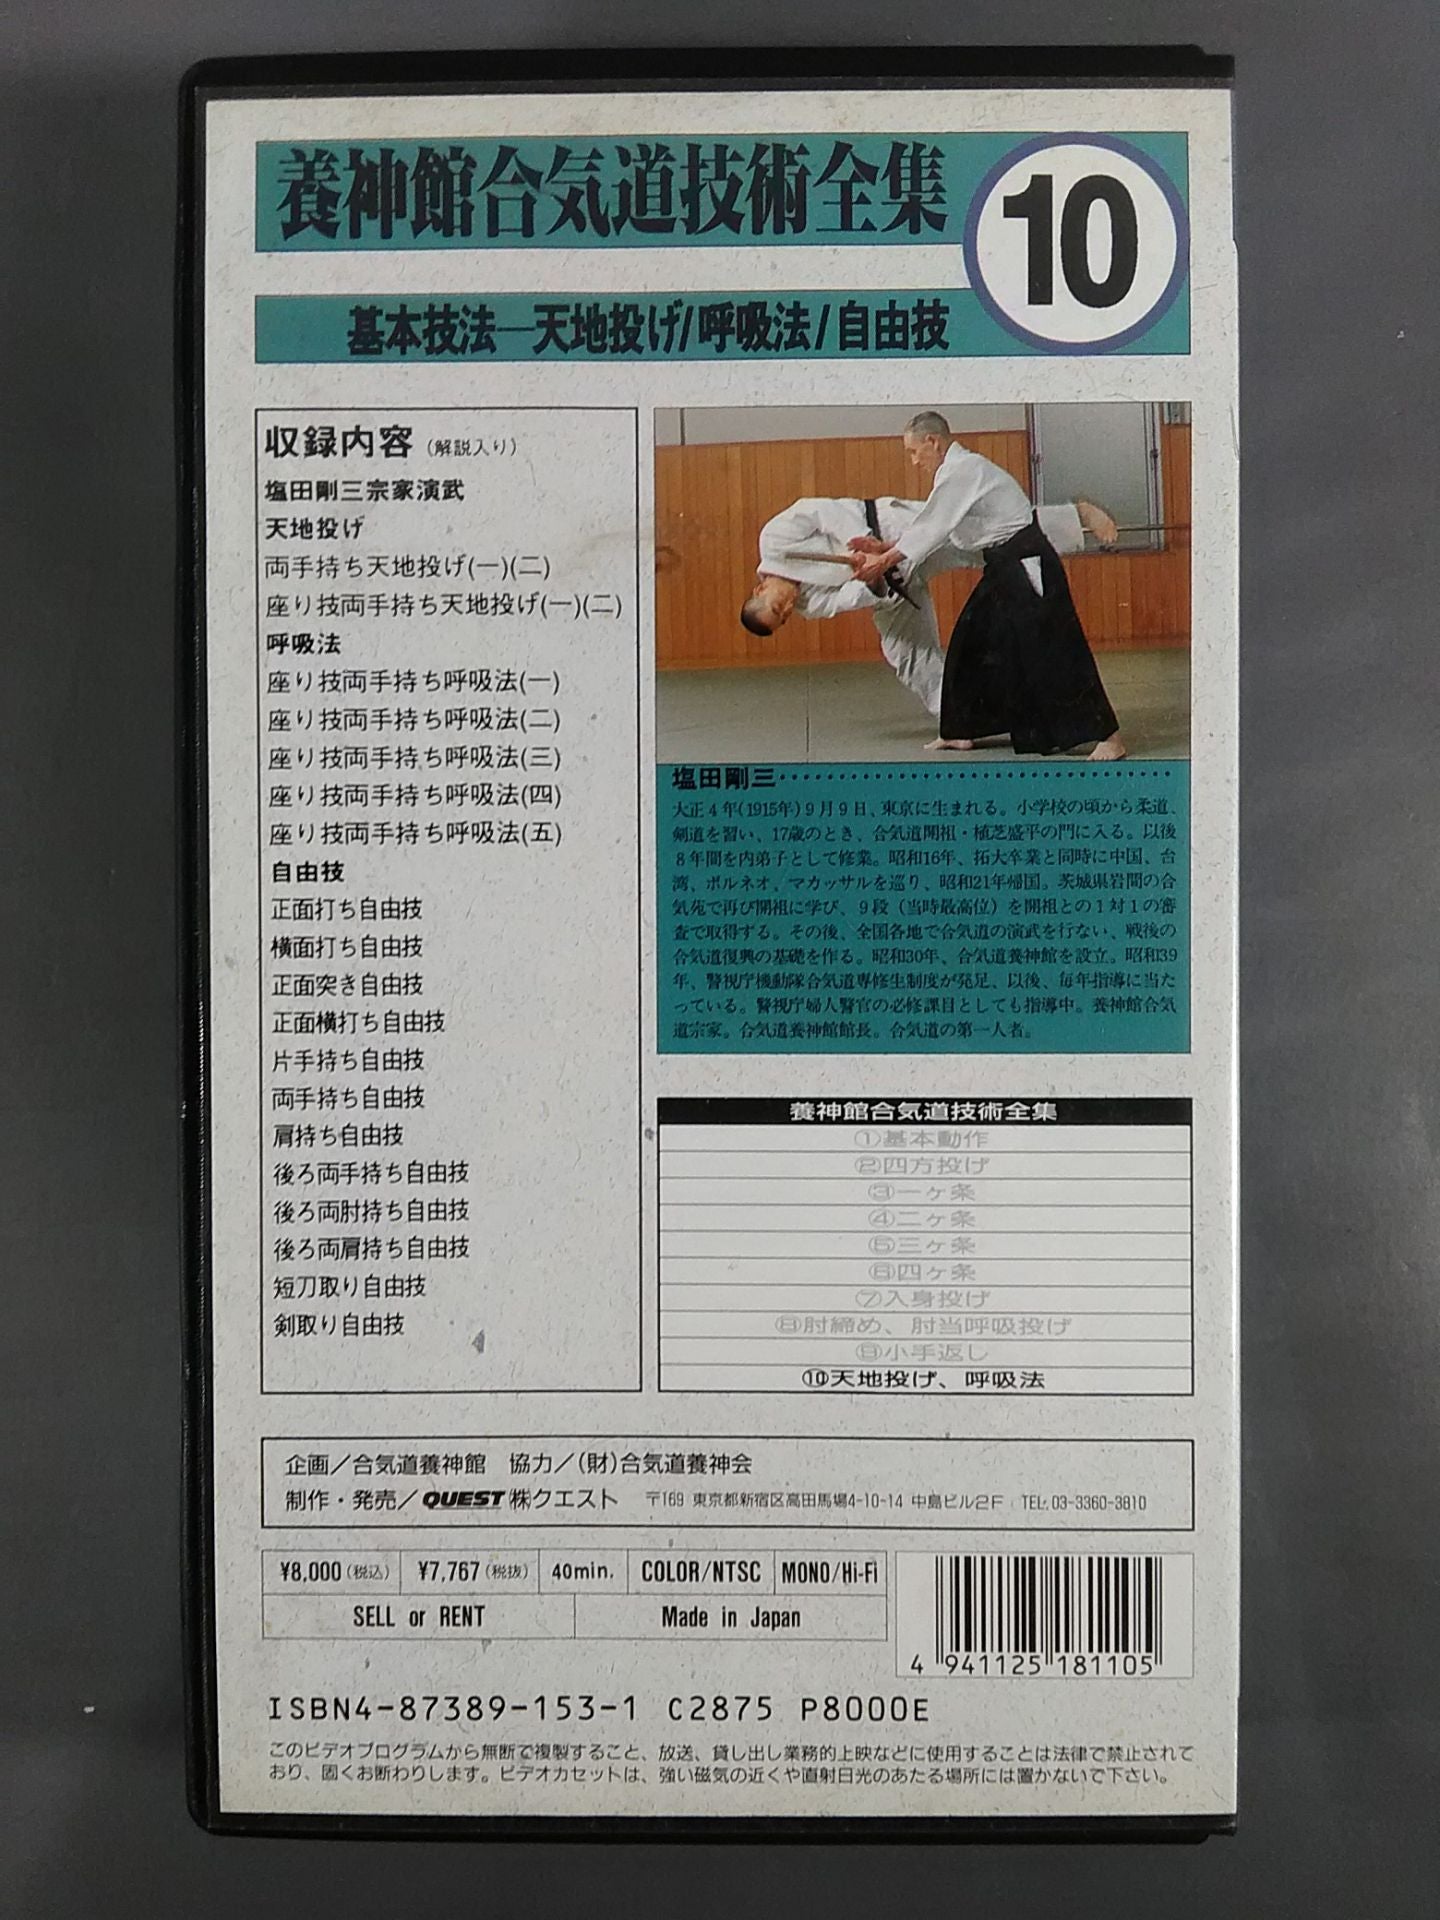 養神館合気道技術全集
10
基本技法—天地投げ/呼吸法/自由技
収録内容(解説入り)
塩田剛三宗家演武
天地投げ
両手持ち天地投げ(一)(二)
座り技両手持ち天地投げ(一)(二)
呼吸法
座り技両手持ち呼吸法(一)
座り技両手持ち呼吸法(二)
座り技両手持ち呼吸法(三)
座り技両手持ち呼吸法(四)
座り技両手持ち呼吸法(五)
自由技
正面打ち自由技
横面打ち自由技
正面突き自由技
正面横打ち自由技
片手持ち自由技
両手持ち自由技
肩持ち自由技
後ろ両手持ち自由技
後ろ両肘持ち自由技
後ろ両肩持ち自由技
短刀取り自由技
剣取り自由技
塩田剛三
大正4年(1915年)9月9日、東京に生まれる。小学校の頃から柔道、
剣道を習い、17歳のとき、合気道開祖・植芝盛平の門に入る。以後
8年間を内弟子として修業。昭和16年、拓大卒業と同時に中国、台
湾、ボルネオ、マカッサルを巡り、昭和21年帰国。茨城県岩間の合
気苑で再び開祖に学び、9段(当時最高位)を開祖との1対1の審
査で取得する。その後、全国各地で合気道の演武を行ない、戦後の
合気道復興の基礎を作る。昭和30年、合気道養神館を設立。昭和39
年、警視庁機動隊合気道専修生制度が発足、以後、毎年指導に当た
っている。警視庁婦人警官の必修課目としても指導中。養神館合気
道宗家。合気道養神館館長。合気道の第一人者。
養神館合気道技術全集
①基本動作
②四方投げ
③一ヶ条
④二ヶ条
⑤三ヶ条
⑥四ヶ条
⑦入身投げ
⑧肘締め、肘当呼吸投げ
⑨小手返し
⑩天地投げ、呼吸法
企画/合気道養神館 協力/(財)合気道養神会
制作・発売/QUEST㈱クエスト 〒169 東京都新宿区高田馬場4-10-14 中島ビル2F TEL.03-3360-3810
¥8,000(税込) ¥7,767(税抜) 40min. COLOR/NTSC MONO/Hi-Fi
SELL or RENT Made in Japan
4 941125 181105
ISBN4-87389-153-1 C2875 P8000E
このビデオプログラムから無断で複製すること、放送、貸し出し業務的上映などに使用することは法律で禁止されて
おり、固くお断わりします。ビデオカセットは、強い磁気の近くや直射日光のあたる場所には置かないで下さい。